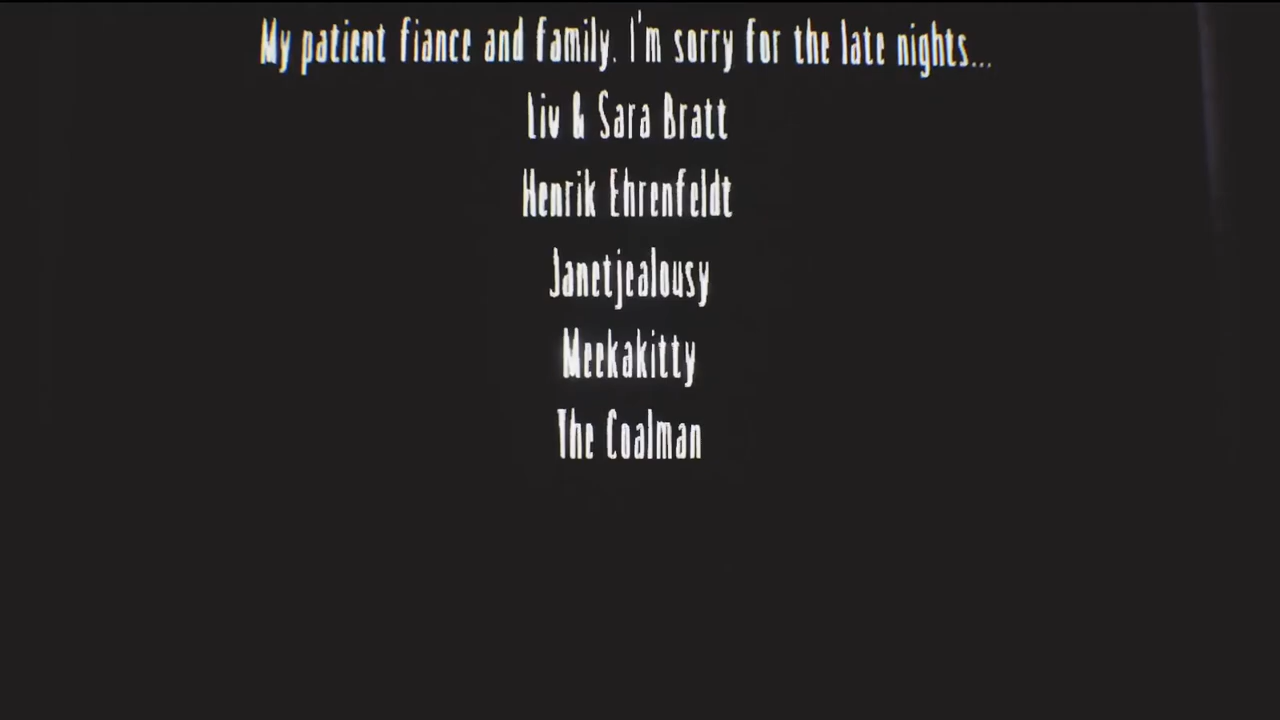 My patient fiance and family. I'm sorry for the late nights...
Liv & Sara Bratt
Henrik Ehrenfeldt
Janetjealousy
Meekakitty
The Coalman